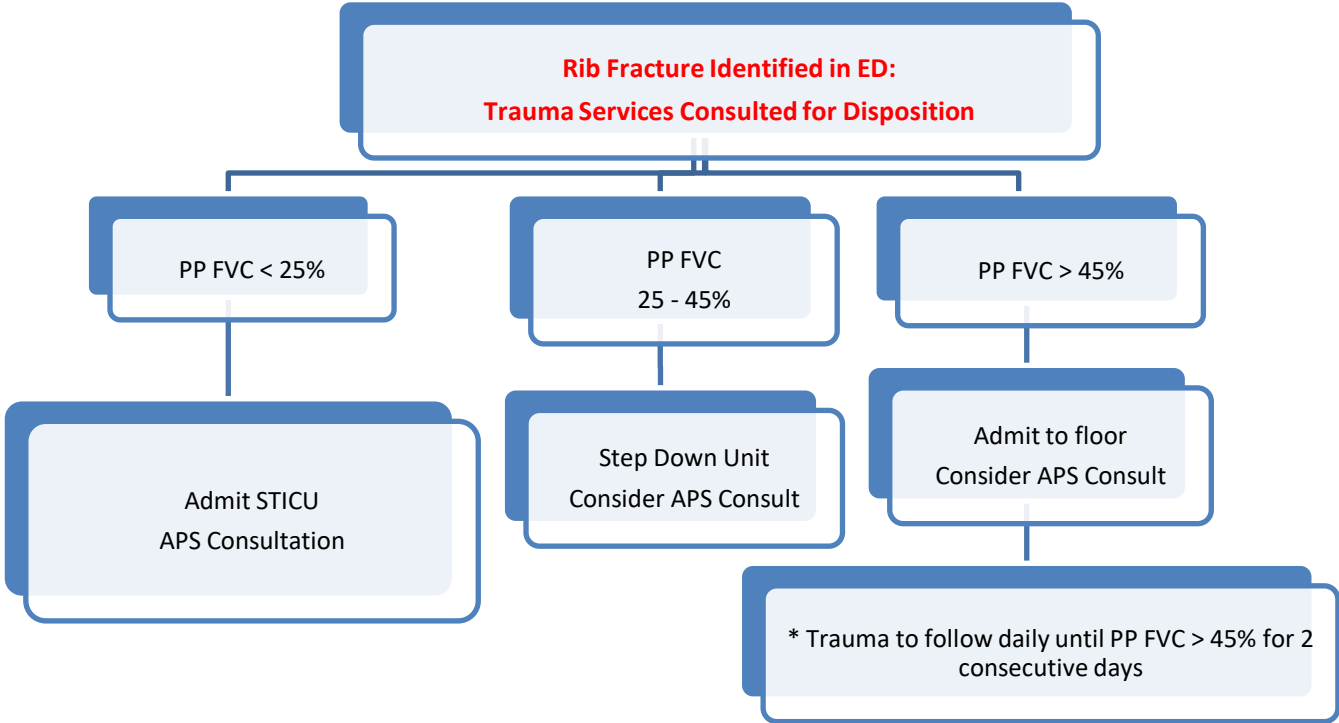 Rib Fracture Identified in ED:
Trauma Services Consulted for Disposition
PP FVC < 25%
PP FVC
25 - 45%
PP FVC > 45%
Admit STICU
APS Consultation
Step Down Unit
Consider APS Consult
Admit to floor
Consider APS Consult
* Trauma to follow daily until PP FVC > 45% for 2
consecutive days